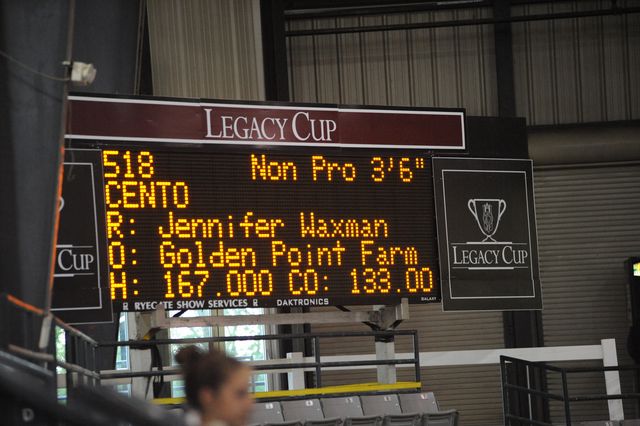 LEGACY CUP
518 Non Pro 3'6"
CENTO
R: Jennifer Waxman
O: Golden Point Farm
H: 167.000 CO: 133.00
RYEGATE SHOW SERVICES DAKTRONICS GALAXY
CUP
LEGACY CUP